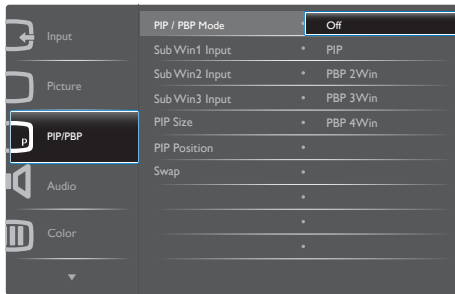 Input
Picture
P
PIP/PBP
Audio
Color
PIP / PBP Mode
Sub Win1 Input
Sub Win2 Input
Sub Win3 Input
PIP Size
PIP Position
Swap
Off
PIP
PBP 2Win
PBP 3Win
PBP 4Win